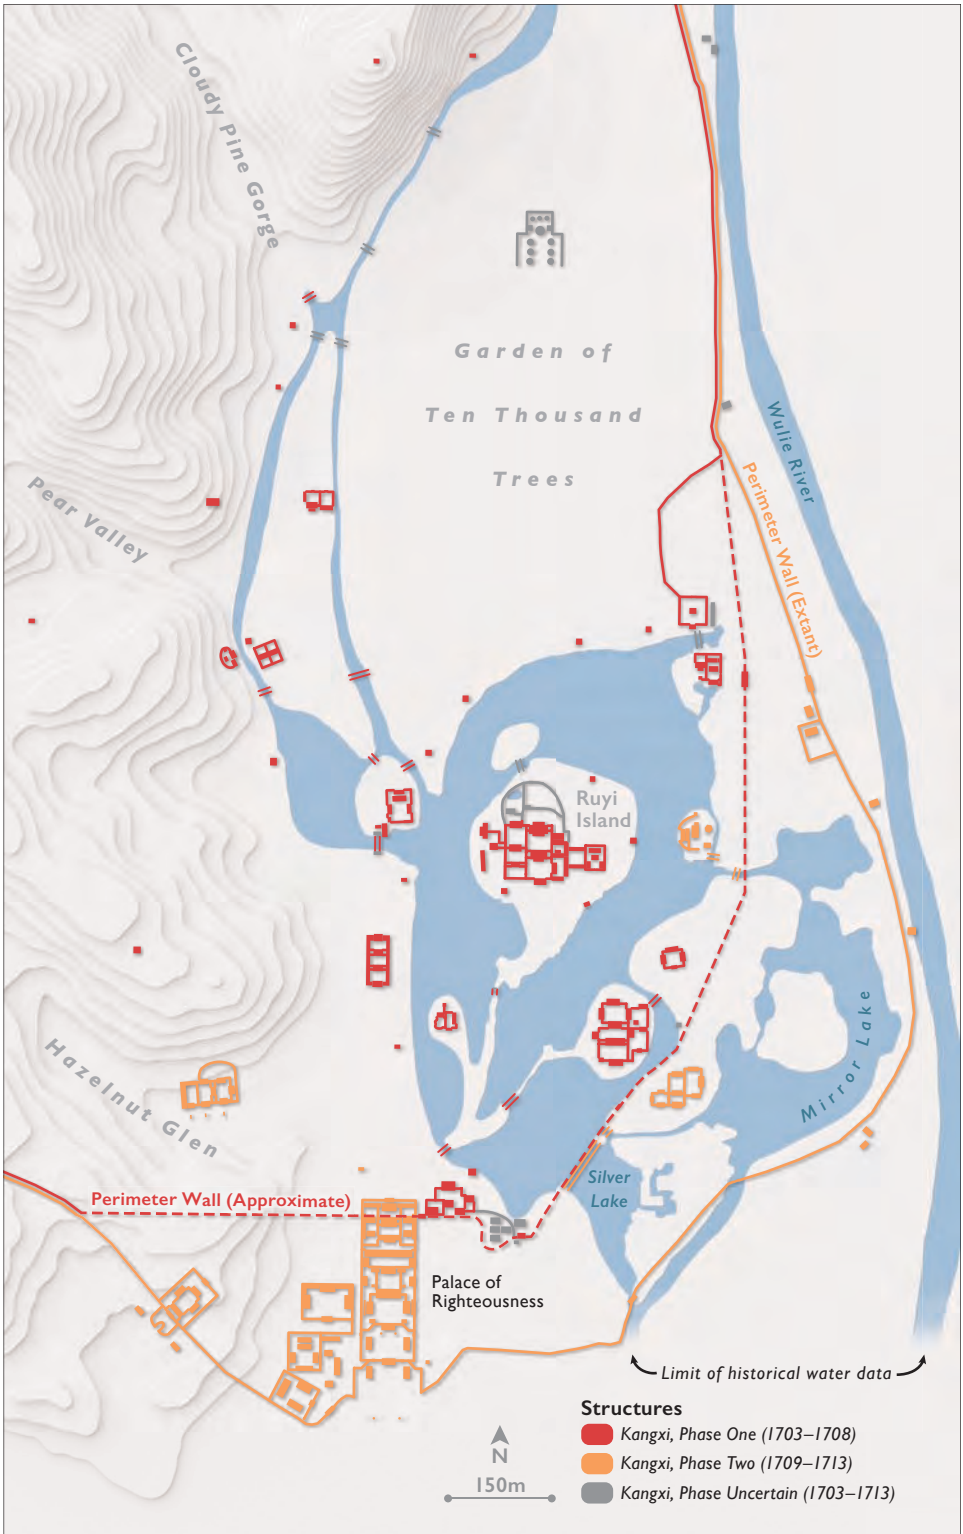 Cloudy Pine Gorge
Garden of
Ten Thousand
Trees
Wulie River
Pear Valley
Perimeter Wall (Extant)
Ruyi
Island
Mirror Lake
Hazelnut Glen
Silver
Lake
Perimeter Wall (Approximate)
Palace of
Righteousness
Limit of historical water data
Structures
Kangxi, Phase One (1703–1708)
Kangxi, Phase Two (1709–1713)
Kangxi, Phase Uncertain (1703–1713)
N
150m